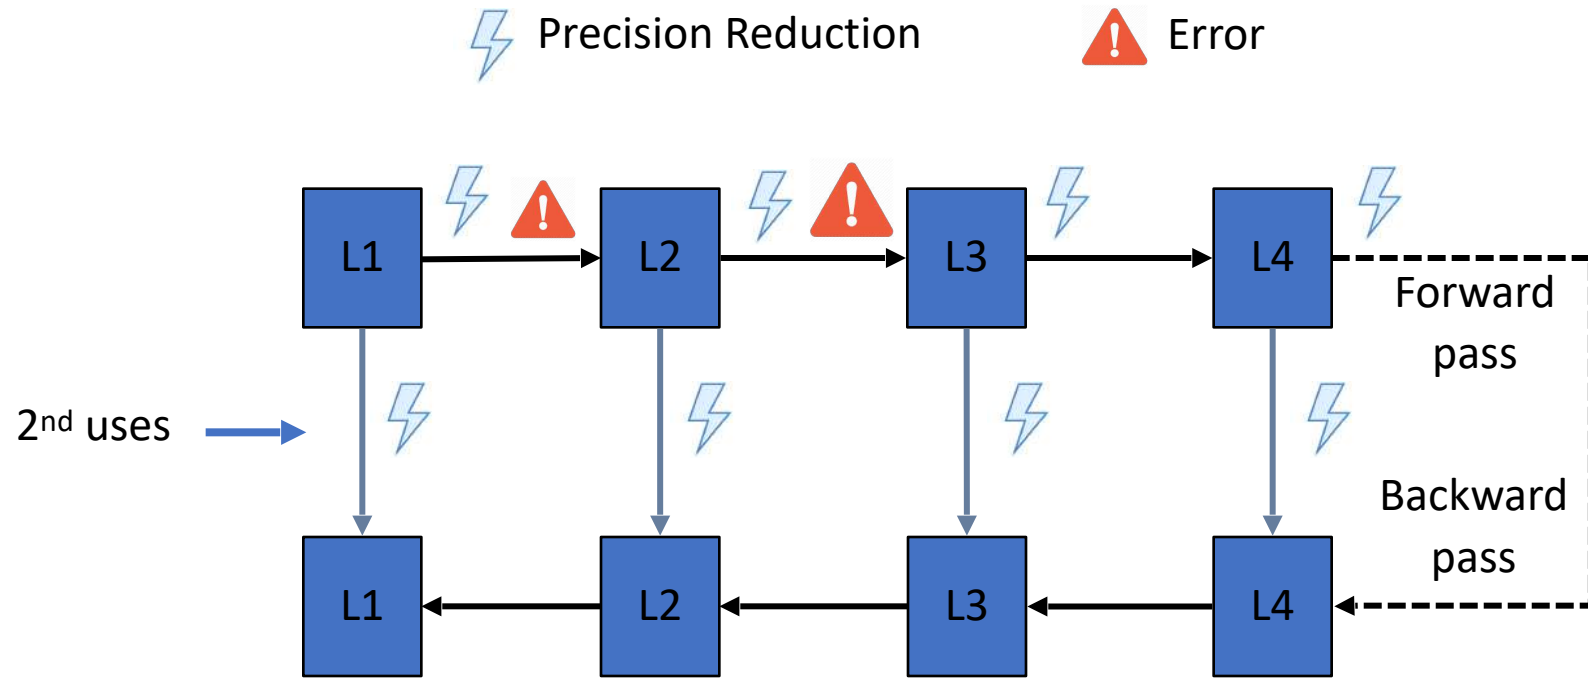 Precision Reduction
Error
L1
L2
L3
L4
Forward
pass
2nd uses
Backward
pass
L1
L2
L3
L4